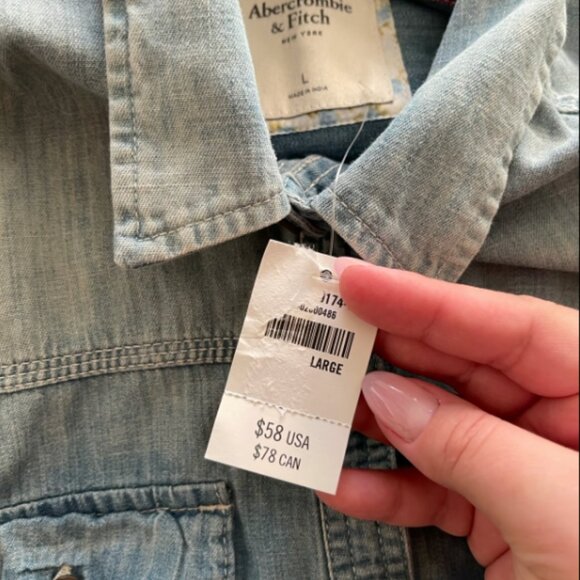 Abercrombie
& Fitch
NEW YORK
L
MADE IN INDIA
LARGE
$58 USA
$78 CAN